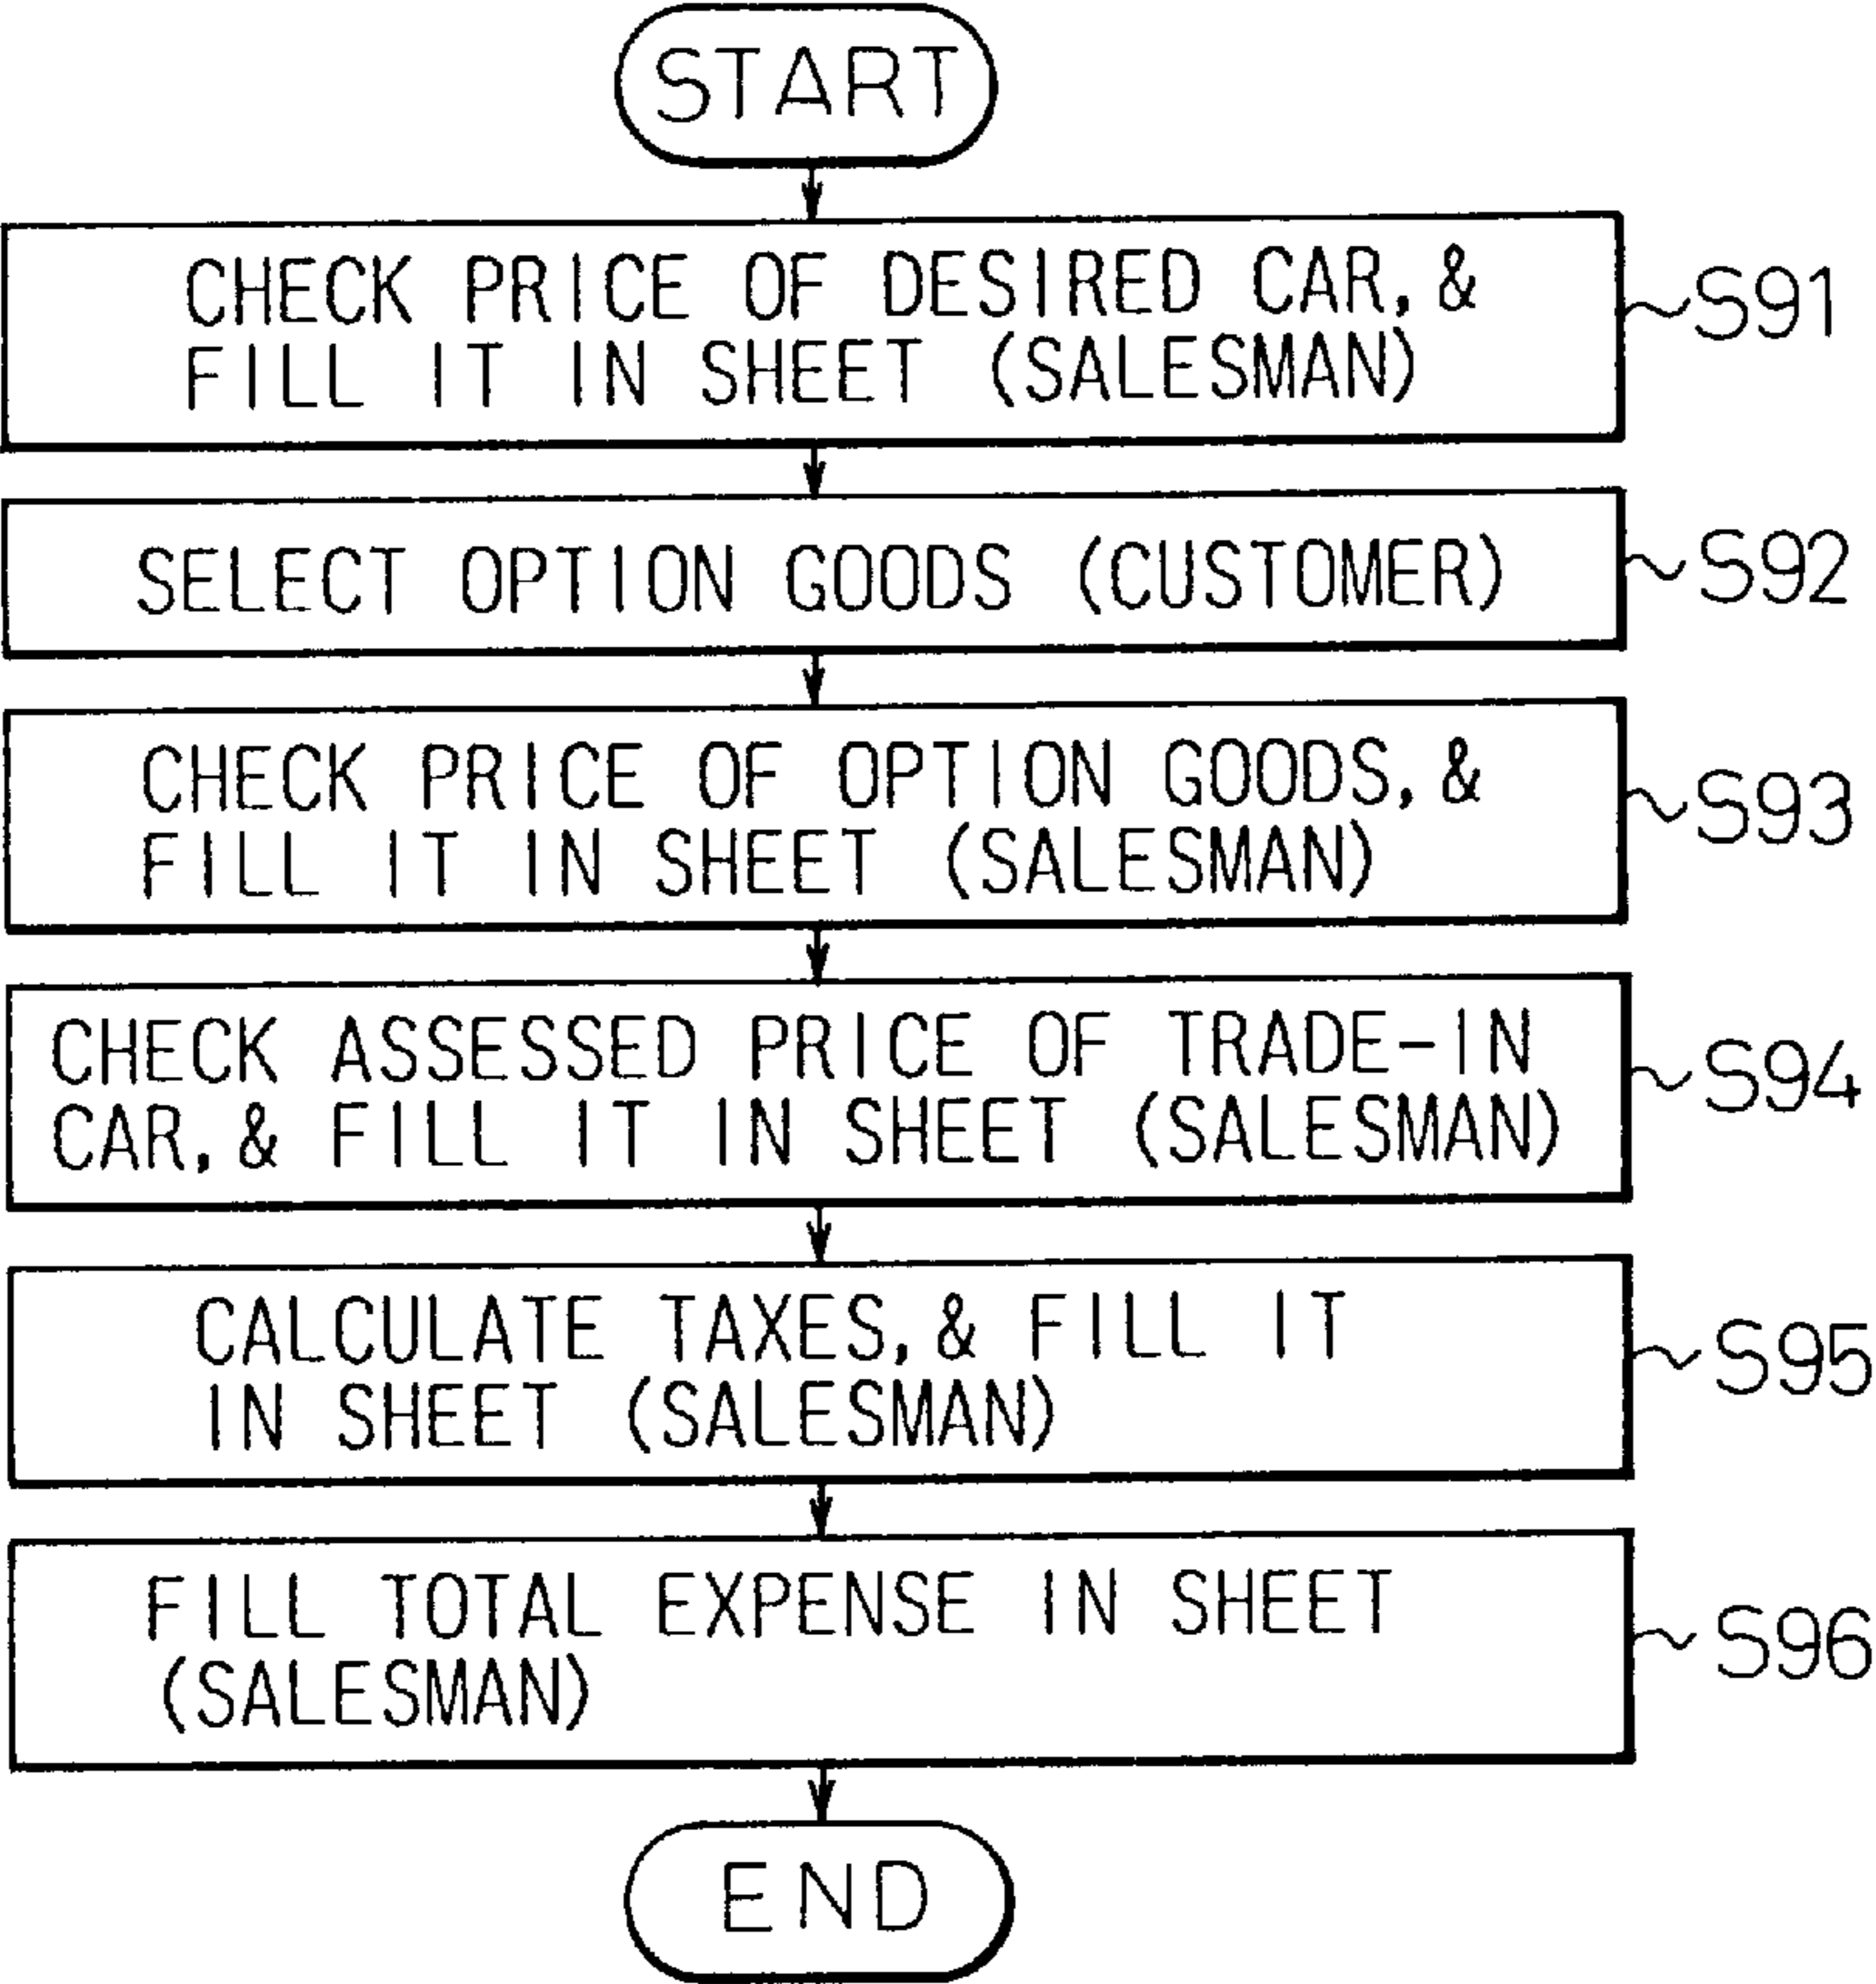 START
CHECK PRICE OF DESIRED CAR, &
FILL IT IN SHEET (SALESMAN)
S91
SELECT OPTION GOODS (CUSTOMER)
S92
CHECK PRICE OF OPTION GOODS, &
FILL IT IN SHEET (SALESMAN)
S93
CHECK ASSESSED PRICE OF TRADE-IN
CAR, & FILL IT IN SHEET (SALESMAN)
S94
CALCULATE TAXES, & FILL IT
IN SHEET (SALESMAN)
S95
FILL TOTAL EXPENSE IN SHEET
(SALESMAN)
S96
END